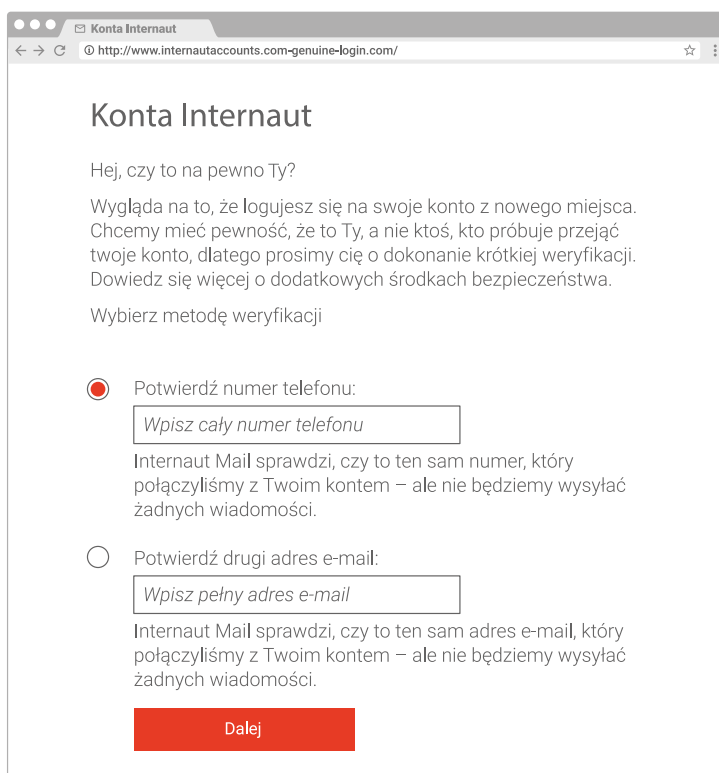 Konta Internaut
http://www.internautaccounts.com-genuine-login.com/
Konta Internaut
Hej, czy to na pewno Ty?
Wygląda na to, że logujesz się na swoje konto z nowego miejsca.
Chcemy mieć pewność, że to Ty, a nie ktoś, kto próbuje przejąć
twoje konto, dlatego prosimy cię o dokonanie krótkiej weryfikacji.
Dowiedz się więcej o dodatkowych środkach bezpieczeństwa.
Wybierz metodę weryfikacji
Potwierdź numer telefonu:
Wpisz cały numer telefonu
Internaut Mail sprawdzi, czy to ten sam numer, który
połączyliśmy z Twoim kontem – ale nie będziemy wysyłać
żadnych wiadomości.
Potwierdź drugi adres e-mail:
Wpisz pełny adres e-mail
Internaut Mail sprawdzi, czy to ten sam adres e-mail, który
połączyliśmy z Twoim kontem – ale nie będziemy wysyłać
żadnych wiadomości.
Dalej